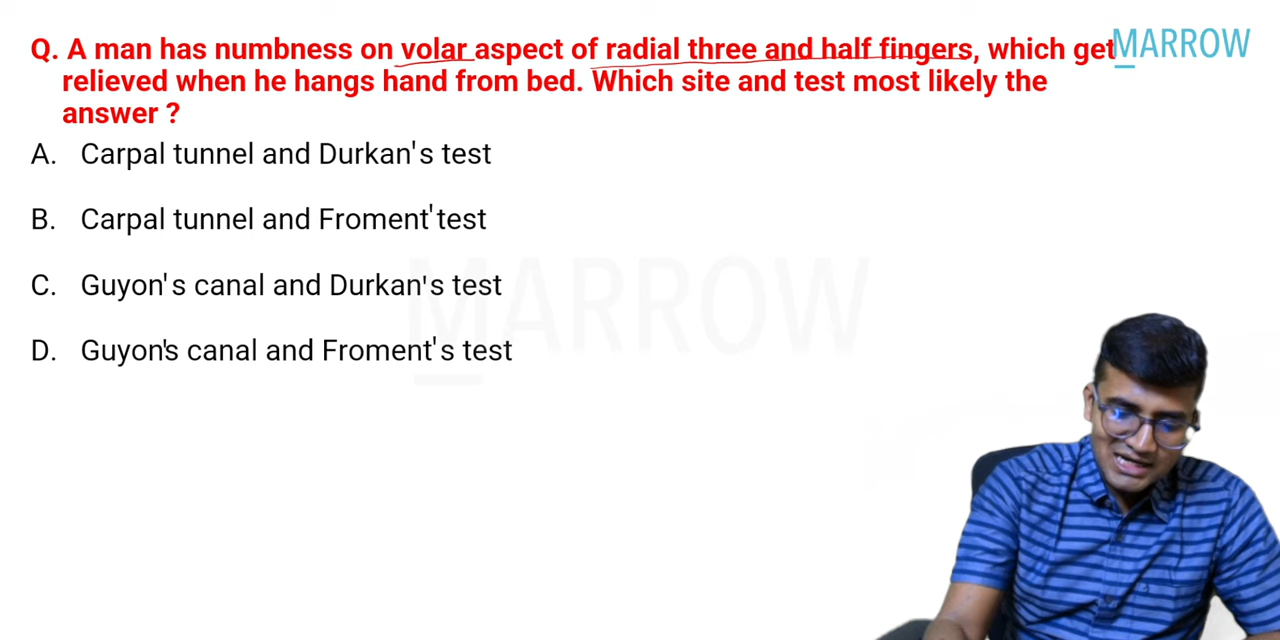 Q. A man has numbness on volar aspect of radial three and half fingers, which get
MARROW
relieved when he hangs hand from bed. Which site and test most likely the
answer ?
A. Carpal tunnel and Durkan's test
B. Carpal tunnel and Froment'test
C. Guyon's canal and Durkan's test
MARROW
D. Guyon's canal and Froment's test